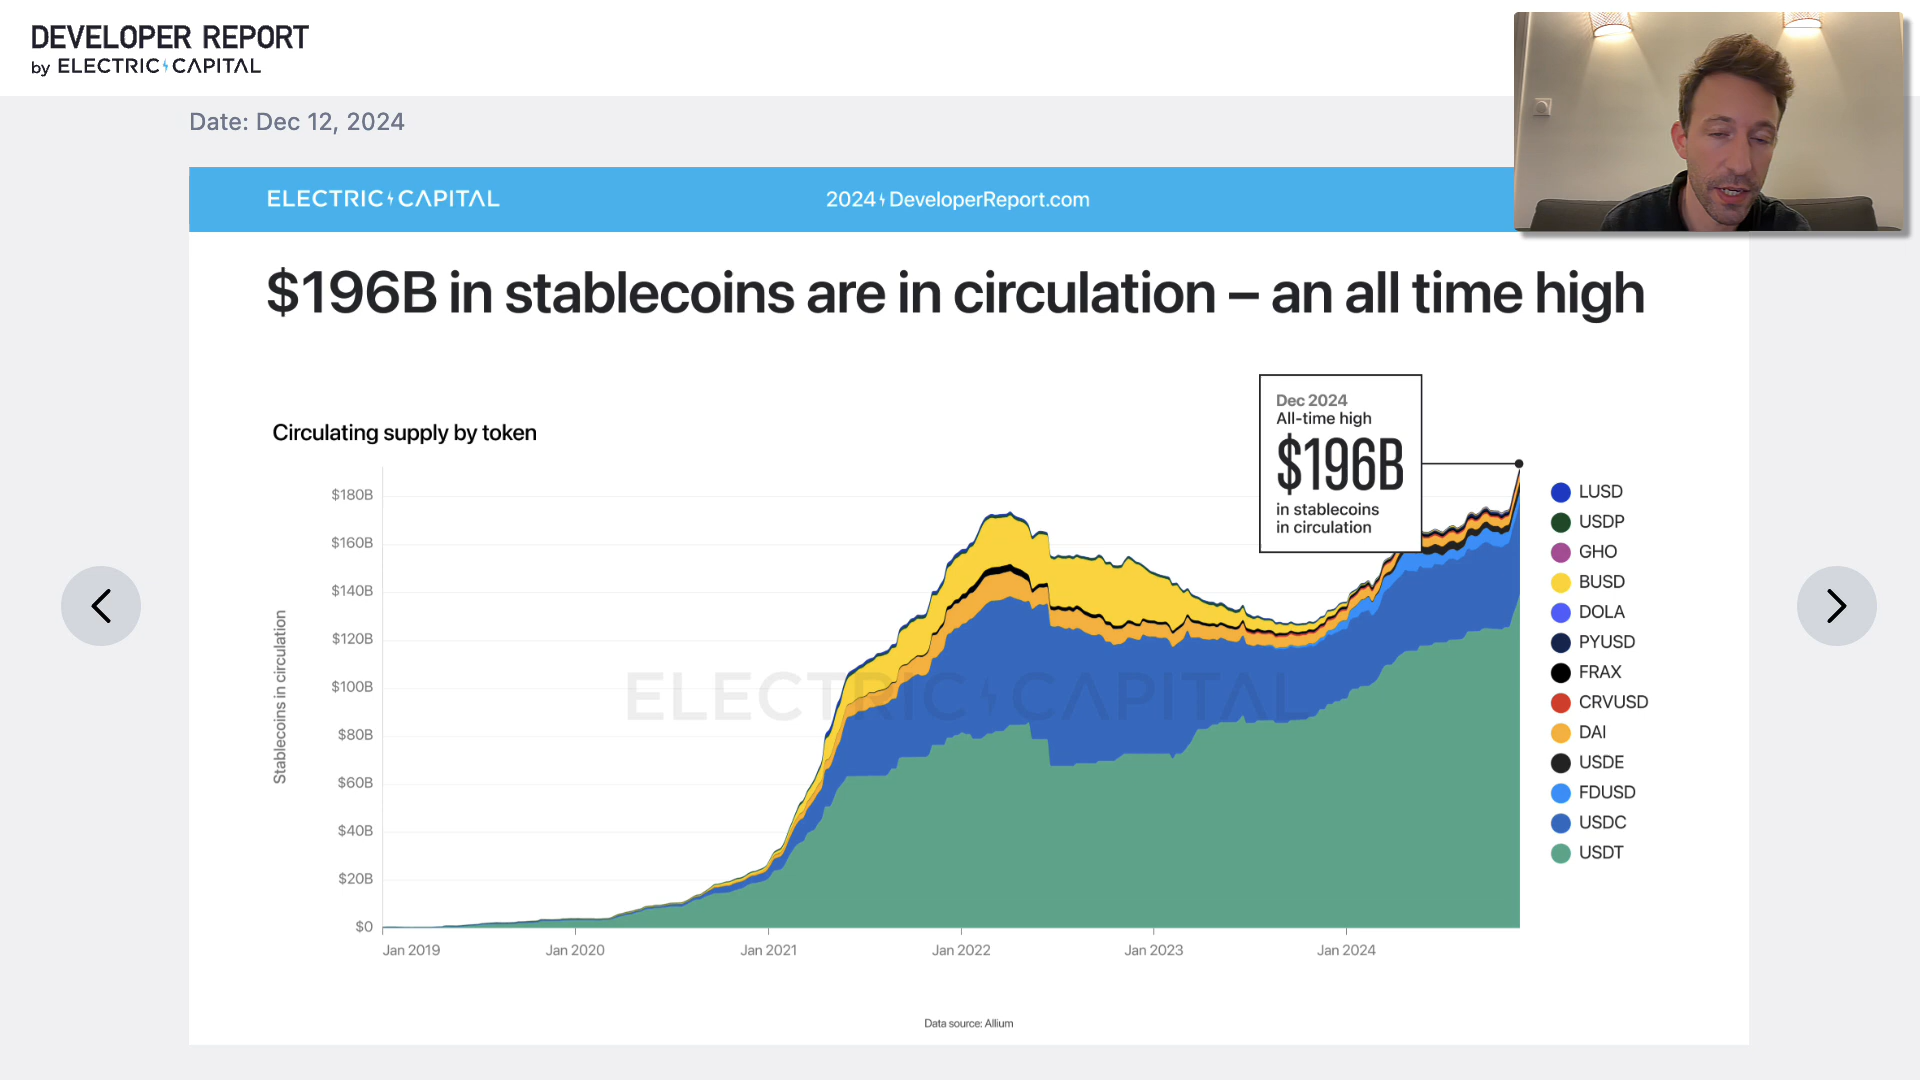 DEVELOPER REPORT
by ELECTRIC CAPITAL
Date: Dec 12, 2024
ELECTRIC CAPITAL
2024 DeveloperReport.com
$196B in stablecoins are in circulation – an all time high
Dec 2024
All-time high
$196B
in stablecoins
in circulation
Circulating supply by token
Stablecoins in circulation
$180B
$160B
$140B
$120B
$100B
$80B
$60B
$40B
$20B
$0
Jan 2019
Jan 2020
Jan 2021
Jan 2022
Jan 2023
Jan 2024
ELECTRIC CAPITAL
LUSD
USDP
GHO
BUSD
DOLA
PYUSD
FRAX
CRVUSD
DAI
USDE
FDUSD
USDC
USDT
Data source: Allium